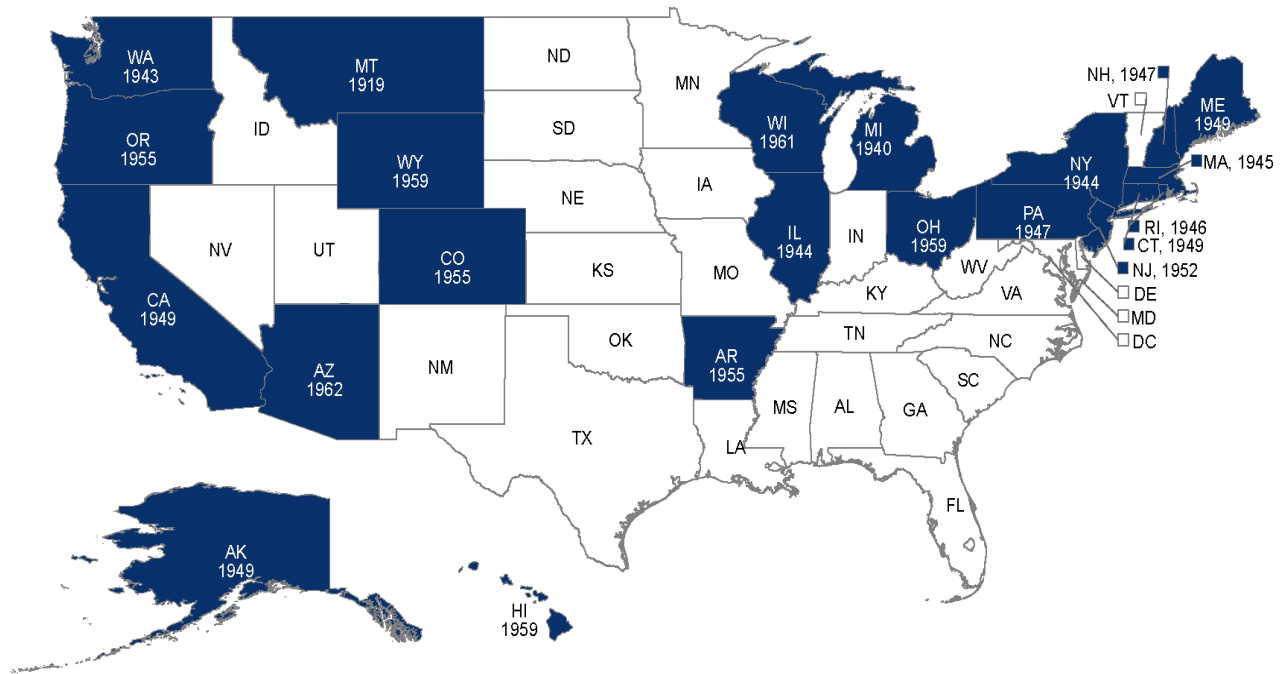 WA
1943
MT
1919
ND
MN
NH, 1947
VT
ME
1949
OR
1955
ID
WY
1959
SD
WI
1961
MI
1940
NY
1944
MA, 1945
NV
UT
CO
1955
NE
IA
IL
1944
IN
OH
1959
PA
1947
RI, 1946
CT, 1949
NJ, 1952
CA
1949
KS
MO
KY
WV
VA
DE
MD
DC
AZ
1962
NM
OK
AR
1955
TN
NC
SC
TX
LA
MS
AL
GA
FL
AK
1949
HI
1959